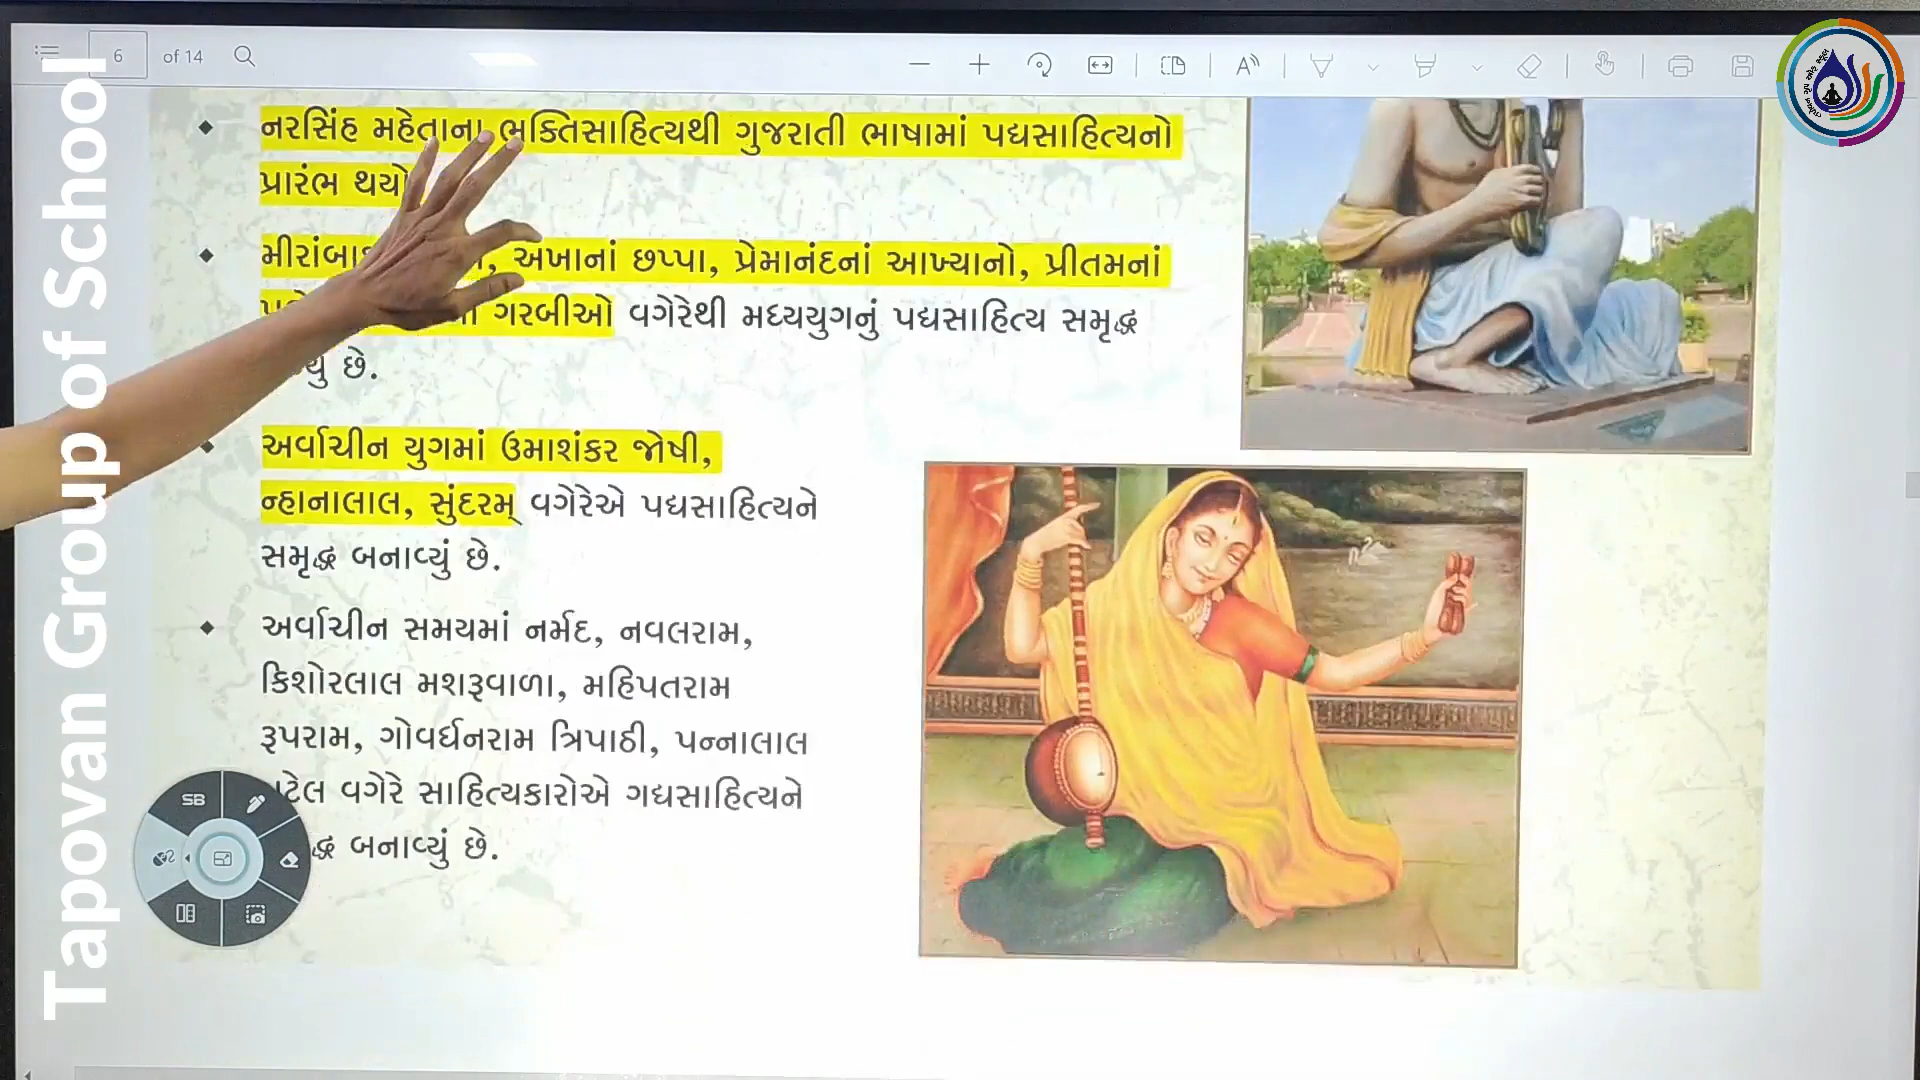 6 of 14
નરસિંહ મહેતાના ભક્તિસાહિત્યથી ગુજરાતી ભાષામાં પદ્યસાહિત્યનો
પ્રારંભ થયો
અખાનાં છપ્પા, પ્રેમાનંદનાં આખ્યાનો, પ્રીતમનાં
ગરબીઓ વગેરેથી મધ્યયુગનું પદ્યસાહિત્ય સમૃદ્ધ
છે.
અર્વાચીન યુગમાં ઉમાશંકર જોષી,
ન્હાનાલાલ, સુંદરમ્ વગેરેએ પદ્યસાહિત્યને
સમૃદ્ધ બનાવ્યું છે.
અર્વાચીન સમયમાં નર્મદ, નવલરામ,
કિશોરલાલ મશરૂવાળા, મહિપતરામ
રૂપરામ, ગોવર્ધનરામ ત્રિપાઠી, પન્નાલાલ
વગેરે સાહિત્યકારોએ ગદ્યસાહિત્યને
બનાવ્યું છે.
SB
Tapovan Group of School